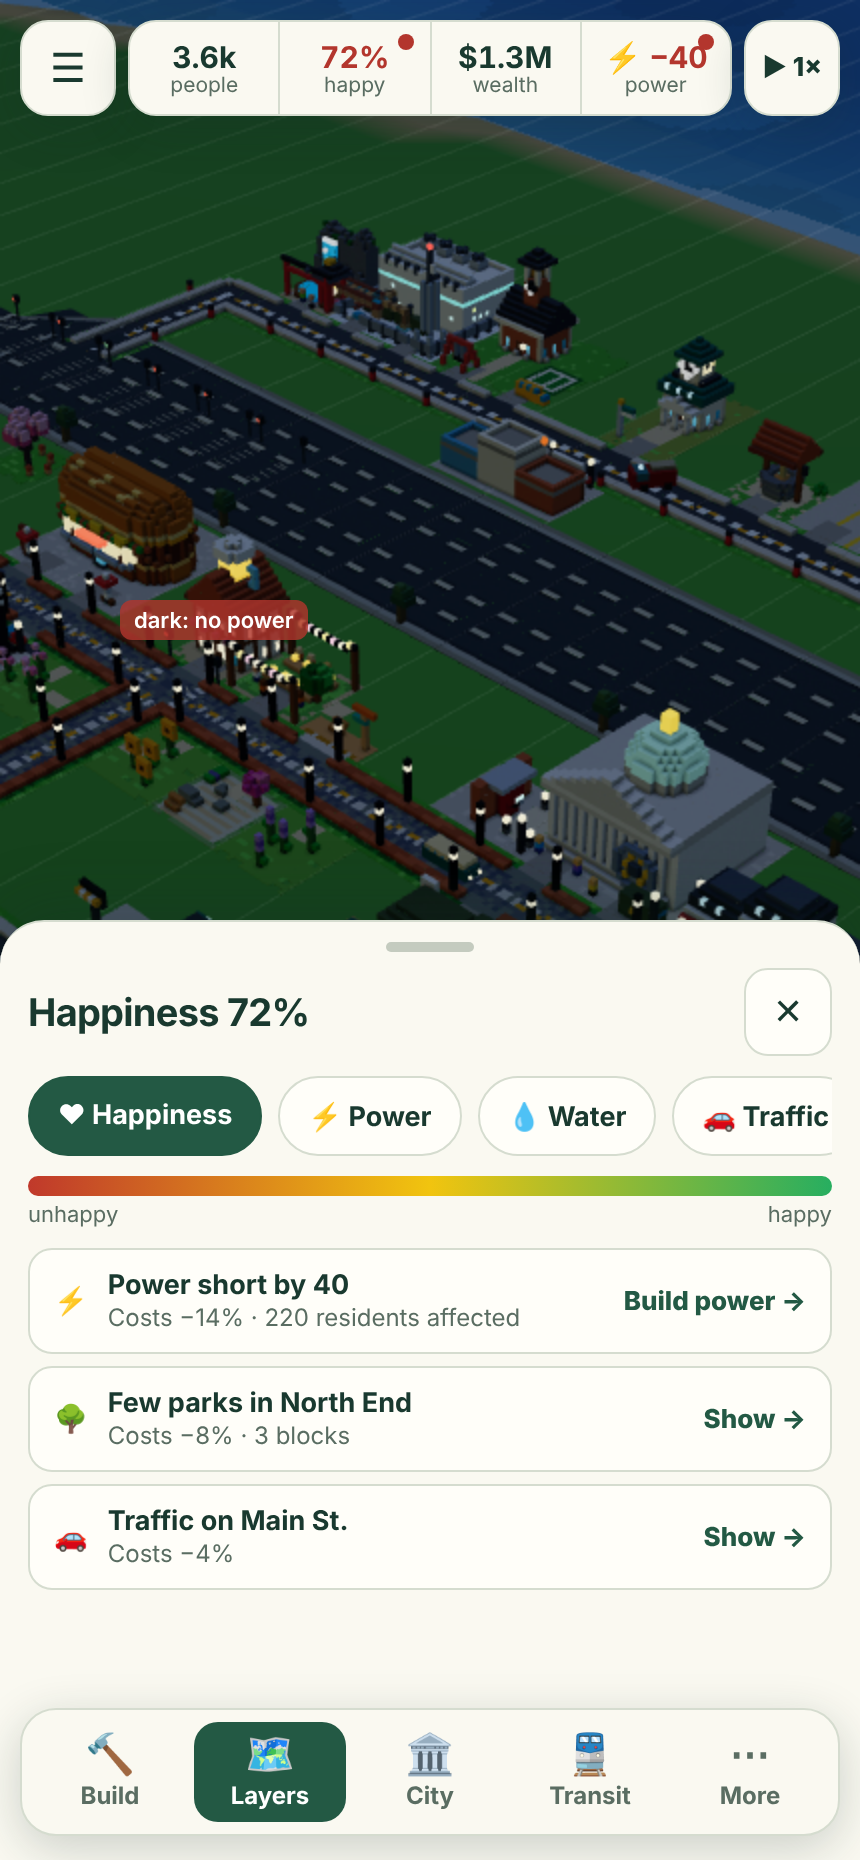 ☰
3.6k
people
72%
happy
$1.3M
wealth
⚡ −40
power
▶ 1×
dark: no power
Happiness 72%
✕
♥ Happiness
⚡ Power
💧 Water
🚗 Traffic
unhappy
happy
⚡
Power short by 40
Costs −14% · 220 residents affected
Build power →
🌳
Few parks in North End
Costs −8% · 3 blocks
Show →
🚗
Traffic on Main St.
Costs −4%
Show →
Build
Layers
City
Transit
More